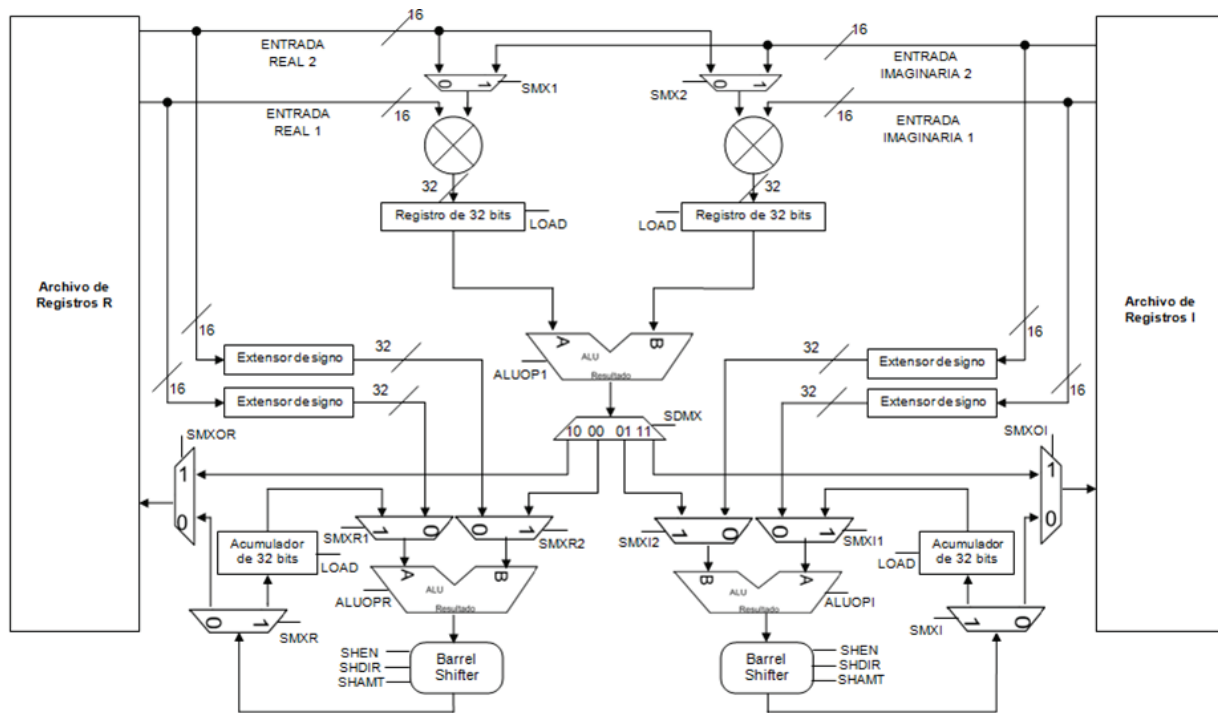 16
16
ENTRADA
REAL 2
ENTRADA
IMAGINARIA 2
0 1
SMX1
SMX2
0 1
16
ENTRADA
REAL 1
16
ENTRADA
IMAGINARIA 1
32
32
Registro de 32 bits
LOAD
LOAD
Registro de 32 bits
Archivo de
Registros R
Archivo de
Registros I
16
16
A
B
ALU
Resultado
ALUOP1
Extensor de signo
32
32
Extensor de signo
16
16
Extensor de signo
32
32
Extensor de signo
SDMX
10 00 01 11
SMXOR
SMXOI
1
0
1
0
SMXR1
1 0
0 1
SMXR2
SMXI2
1 0
0 1
SMXI1
Acumulador
de 32 bits
LOAD
LOAD
Acumulador
de 32 bits
A
B
ALU
Resultado
ALUOPR
B
A
ALU
Resultado
ALUOPI
0 1
SMXR
SMXI
1 0
SHEN
SHDIR
SHAMT
Barrel
Shifter
Barrel
Shifter
SHEN
SHDIR
SHAMT